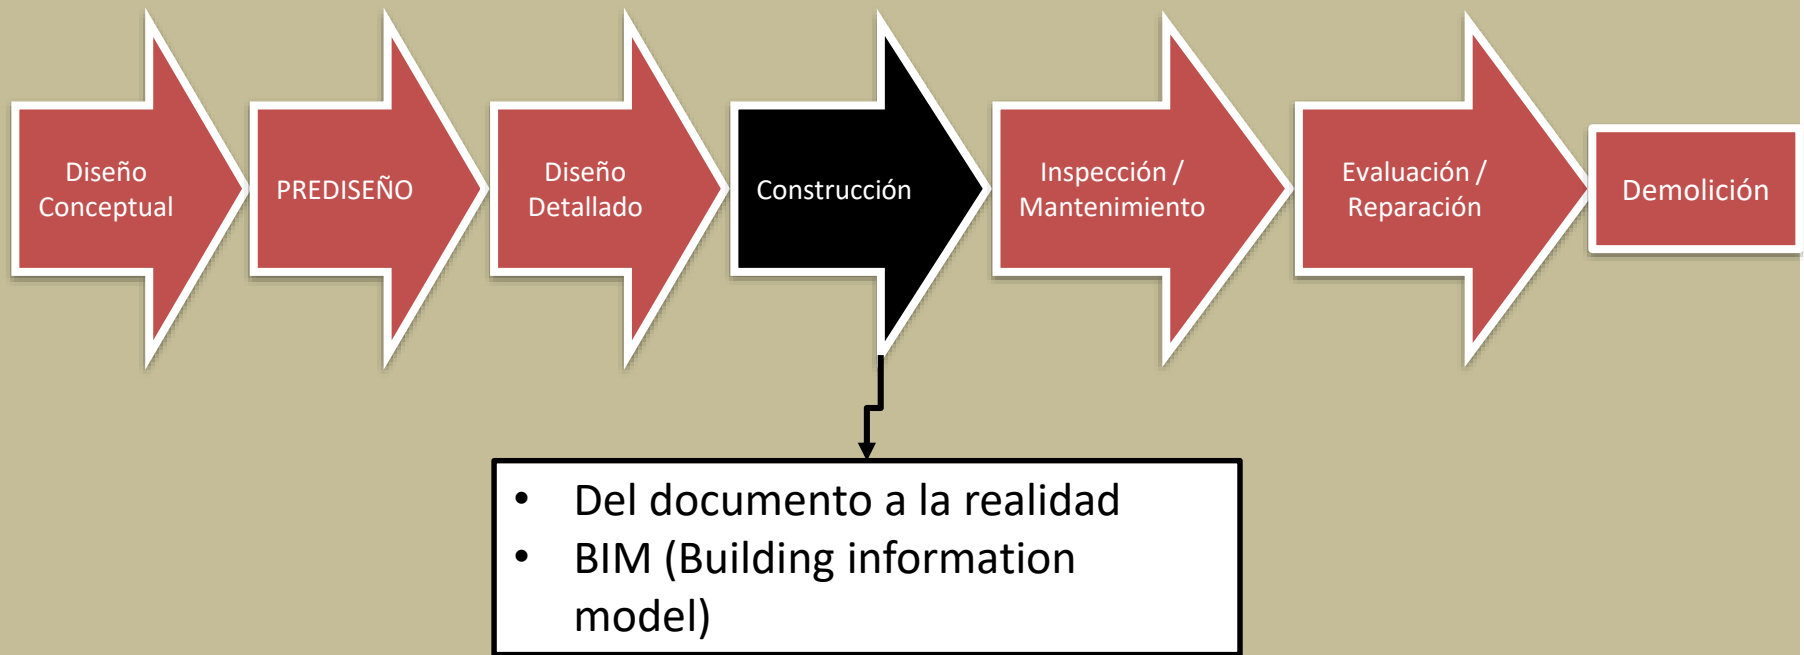 Diseño
Conceptual
PREDISEÑO
Diseño
Detallado
Construcción
Inspección /
Mantenimiento
Evaluación /
Reparación
Demolición
• Del documento a la realidad
• BIM (Building information
model)